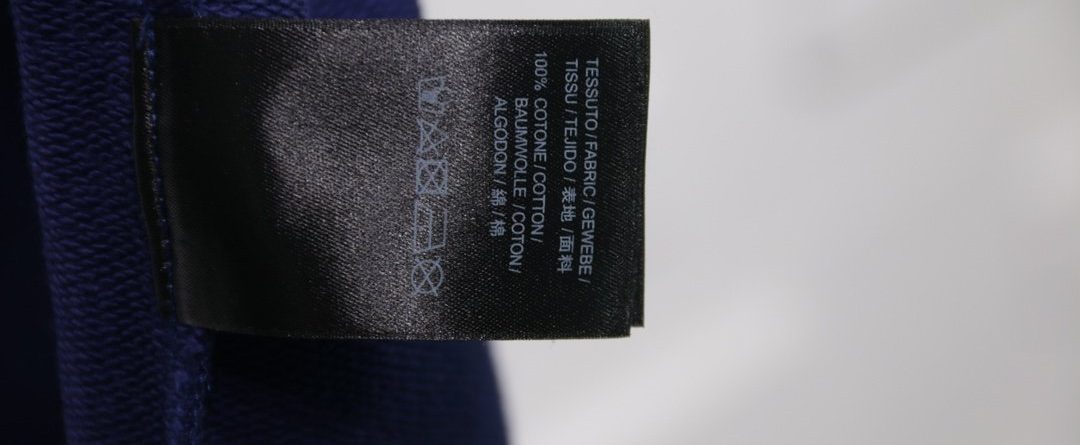 TESSUTO / FABRIC / GEWEBE /
TISSU / TEJIDO / 表地 / 面料
100% COTONE / COTTON /
BAUMWOLLE / COTON /
ALGODON / 綿 / 棉